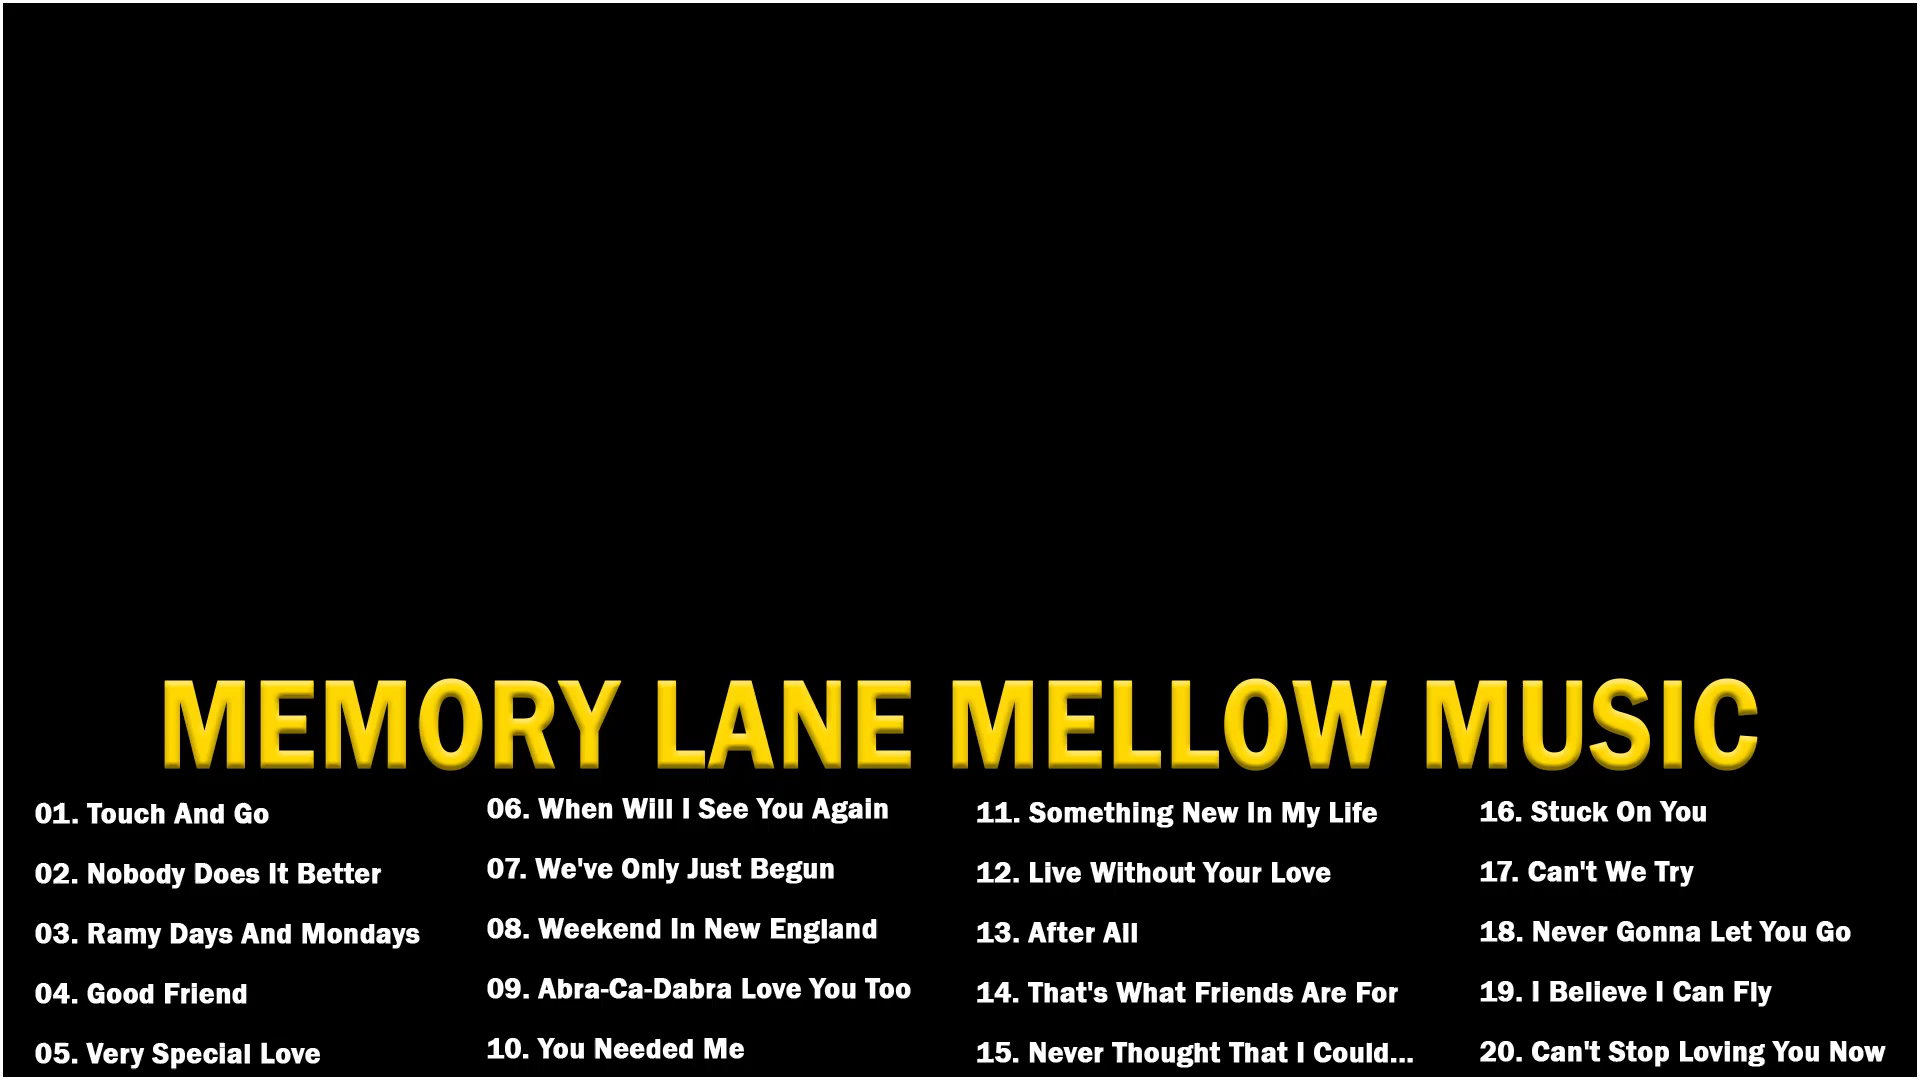 MEMORY LANE MELLOW MUSIC
01. Touch And Go
02. Nobody Does It Better
03. Ramy Days And Mondays
04. Good Friend
05. Very Special Love
06. When Will I See You Again
07. We've Only Just Begun
08. Weekend In New England
09. Abra-Ca-Dabra Love You Too
10. You Needed Me
11. Something New In My Life
12. Live Without Your Love
13. After All
14. That's What Friends Are For
15. Never Thought That I Could...
16. Stuck On You
17. Can't We Try
18. Never Gonna Let You Go
19. I Believe I Can Fly
20. Can't Stop Loving You Now